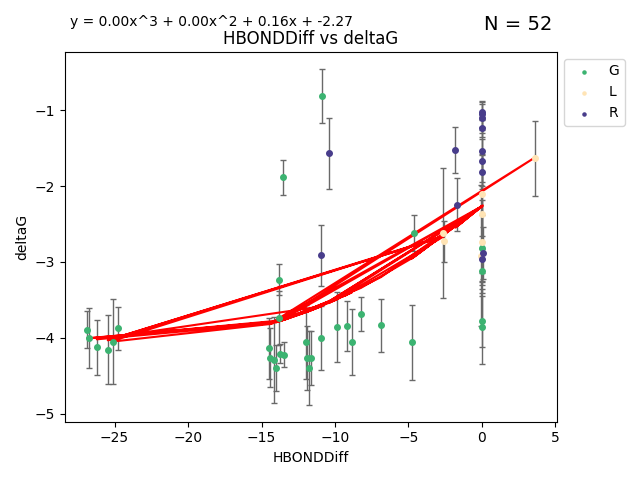 y = 0.00x^3 + 0.00x^2 + 0.16x + -2.27
N = 52
HBONDDiff vs deltaG
G
L
R
−1
−2
−3
−4
−5
deltaG
−25
−20
−15
−10
−5
0
5
HBONDDiff